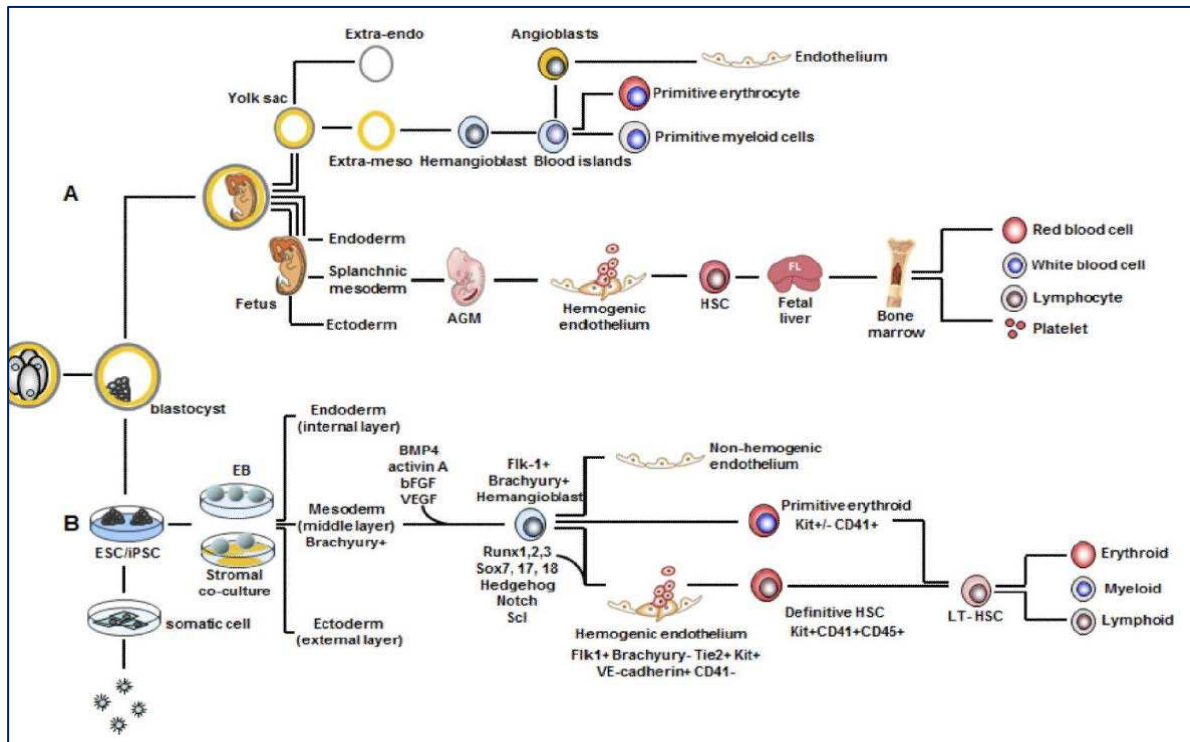 Extra-endo
Angioblasts
Endothelium
Yolk sac
Primitive erythrocyte
Primitive myeloid cells
Extra-meso
Hemangioblast
Blood islands
A
Endoderm
Splanchnic
mesoderm
Ectoderm
Fetus
AGM
Hemogenic
endothelium
HSC
FL
Fetal
liver
Bone
marrow
Red blood cell
White blood cell
Lymphocyte
Platelet
blastocyst
B
ESC/iPSC
somatic cell
EB
Stromal
co-culture
Endoderm
(internal layer)
Mesoderm
(middle layer)
Brachyury+
Ectoderm
(external layer)
BMP4
activin A
bFGF
VEGF
Flk-1+
Brachyury+
Hemangioblast
Runx1,2,3
Sox7, 17, 18
Hedgehog
Notch
Scl
Non-hemogenic
endothelium
Primitive erythroid
Kit+/- CD41+
Hemogenic endothelium
Flk1+ Brachyury- Tie2+ Kit+
VE-cadherin+ CD41-
Definitive HSC
Kit+CD41+CD45+
LT- HSC
Erythroid
Myeloid
Lymphoid